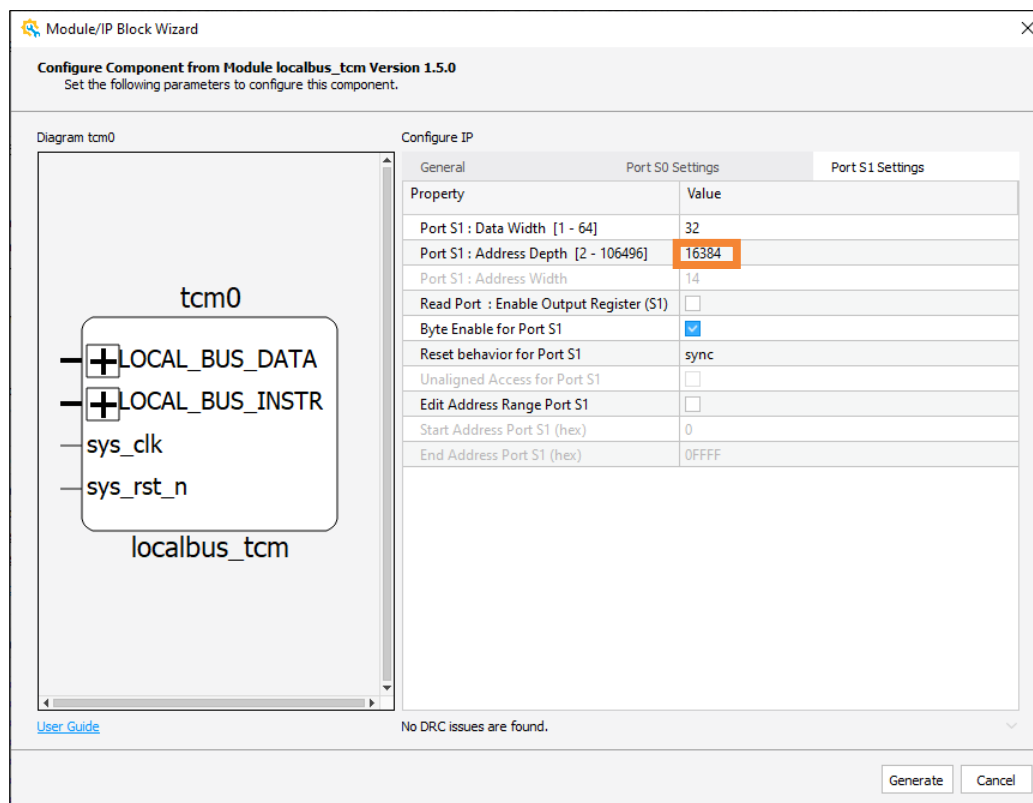 Module/IP Block Wizard
Configure Component from Module localbus_tcm Version 1.5.0
Set the following parameters to configure this component.
Diagram tcm0
tcm0
LOCAL_BUS_DATA
LOCAL_BUS_INSTR
sys_clk
sys_rst_n
localbus_tcm
User Guide
Configure IP
General Port S0 Settings Port S1 Settings
Property Value
Port S1 : Data Width [1 - 64] 32
Port S1 : Address Depth [2 - 106496] 16384
Port S1 : Address Width 14
Read Port : Enable Output Register (S1)
Byte Enable for Port S1
Reset behavior for Port S1 sync
Unaligned Access for Port S1
Edit Address Range Port S1
Start Address Port S1 (hex) 0
End Address Port S1 (hex) 0FFFF
No DRC issues are found.
Generate Cancel